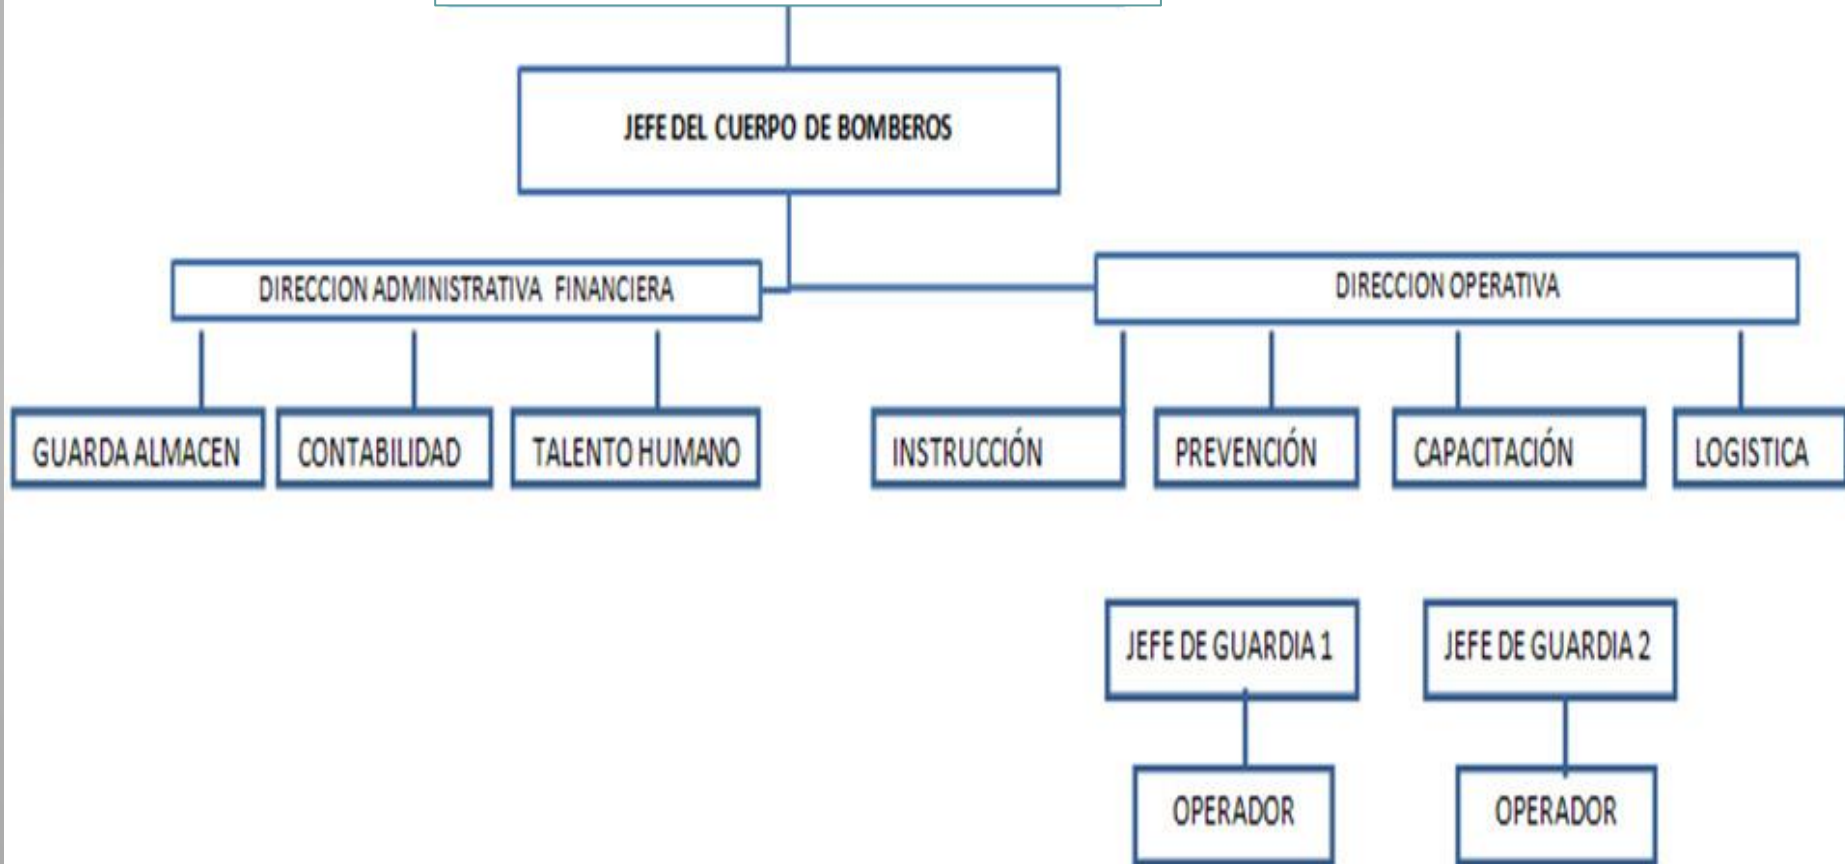 JEFE DEL CUERPO DE BOMBEROS
DIRECCION ADMINISTRATIVA FINANCIERA
DIRECCION OPERATIVA
GUARDA ALMACEN
CONTABILIDAD
TALENTO HUMANO
INSTRUCCIÓN
PREVENCIÓN
CAPACITACIÓN
LOGISTICA
JEFE DE GUARDIA 1
JEFE DE GUARDIA 2
OPERADOR
OPERADOR